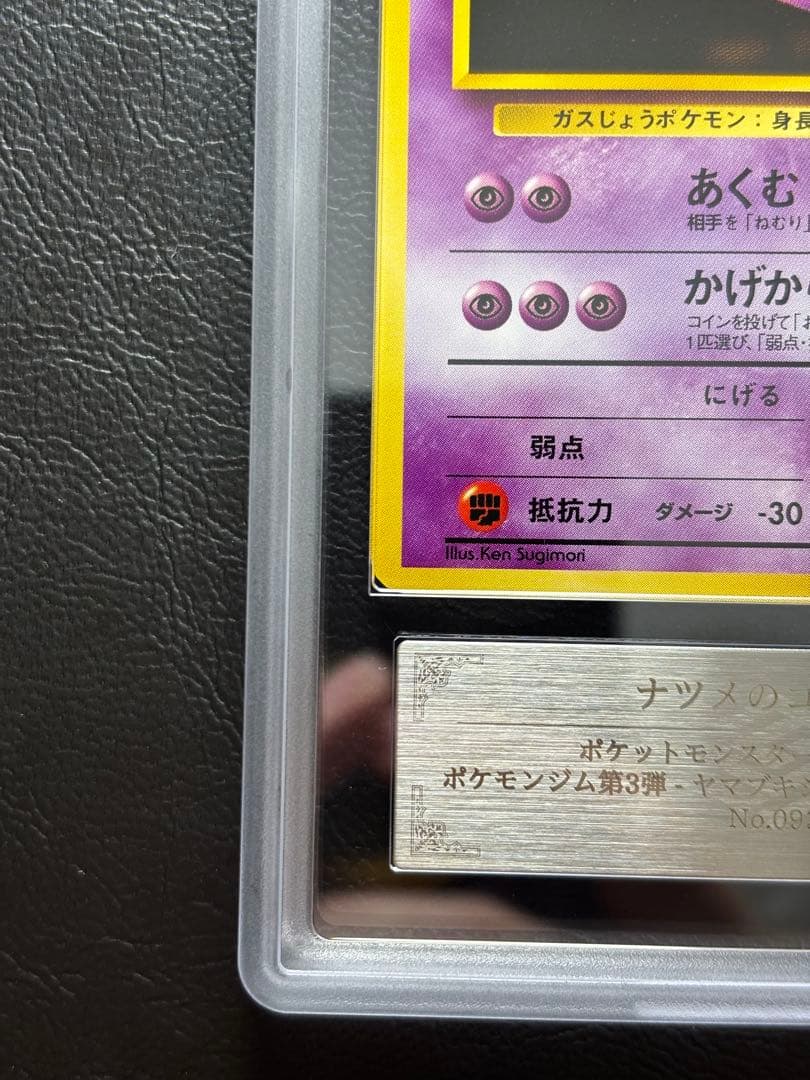 ガスじょうポケモン：身長
あくむ
相手を「ねむり」
かげか
コインを投げて「
1匹選び、「弱点・
にげる
弱点
抵抗力 ダメージ -30
Illus. Ken Sugimori
ナツメの
ポケットモンスター
ポケモンジム第3弾 - ヤマブキ
No.09